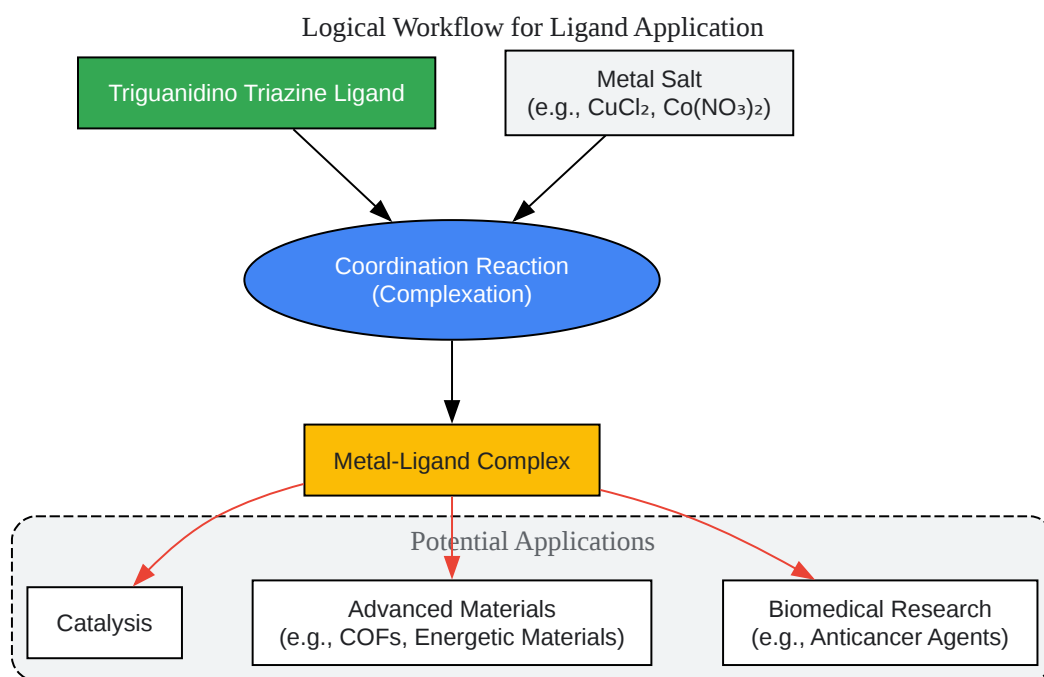 Logical Workflow for Ligand Application
Triguanidino Triazine Ligand
Metal Salt
(e.g., CuCl₂, Co(NO₃)₂)
Coordination Reaction
(Complexation)
Metal-Ligand Complex
Potential Applications
Catalysis
Advanced Materials
(e.g., COFs, Energetic Materials)
Biomedical Research
(e.g., Anticancer Agents)